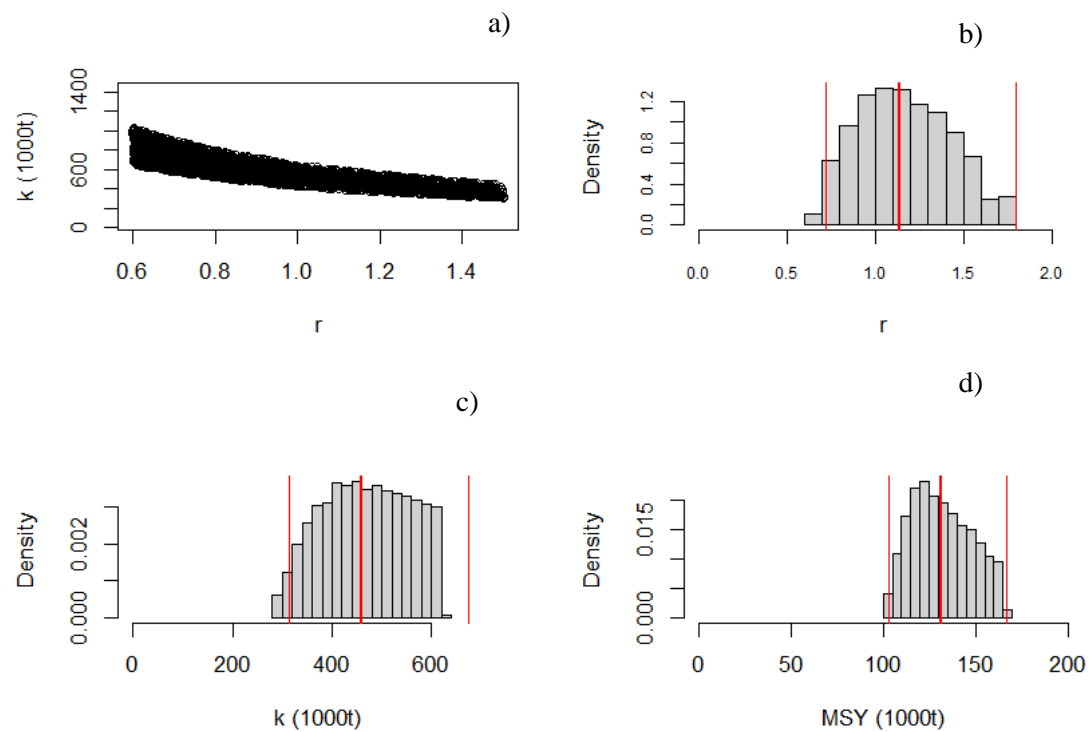 a)
k (1000t)
0 600 1400
0.6 0.8 1.0 1.2 1.4
r
b)
Density
0.0 0.4 0.8 1.2
0.0 0.5 1.0 1.5 2.0
r
c)
Density
0.000 0.002
0 200 400 600
k (1000t)
d)
Density
0.000 0.015
0 50 100 150 200
MSY (1000t)